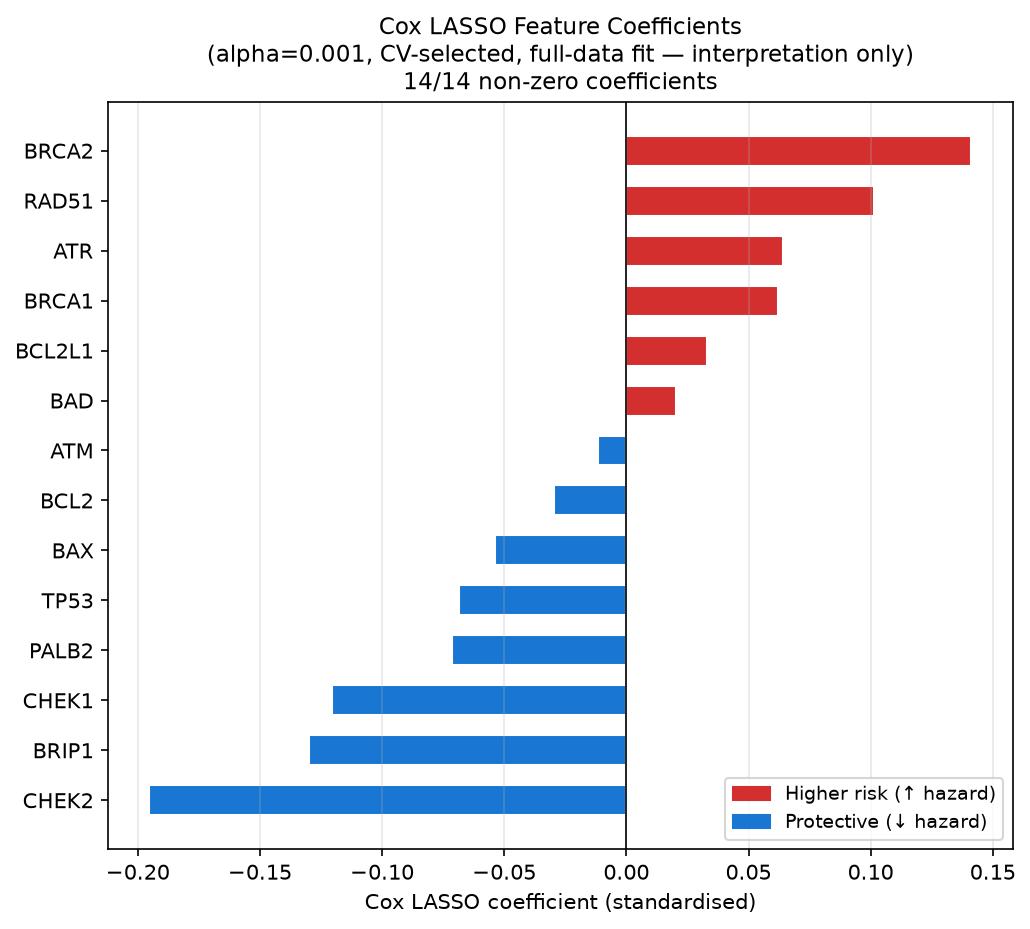 Cox LASSO Feature Coefficients
(alpha=0.001, CV-selected, full-data fit — interpretation only)
14/14 non-zero coefficients
BRCA2
RAD51
ATR
BRCA1
BCL2L1
BAD
ATM
BCL2
BAX
TP53
PALB2
CHEK1
BRIP1
CHEK2
Higher risk (↑ hazard)
Protective (↓ hazard)
−0.20 −0.15 −0.10 −0.05 0.00 0.05 0.10 0.15
Cox LASSO coefficient (standardised)